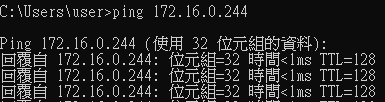 C:\Users\user>ping 172.16.0.244
Ping 172.16.0.244 (使用 32 位元組的資料):
回覆自 172.16.0.244: 位元組=32 時間<1ms TTL=128
回覆自 172.16.0.244: 位元組=32 時間<1ms TTL=128
回覆自 172.16.0.244: 位元組=32 時間<1ms TTL=128
回覆自 172.16.0.244: 位元組=32 時間<1ms TTL=128